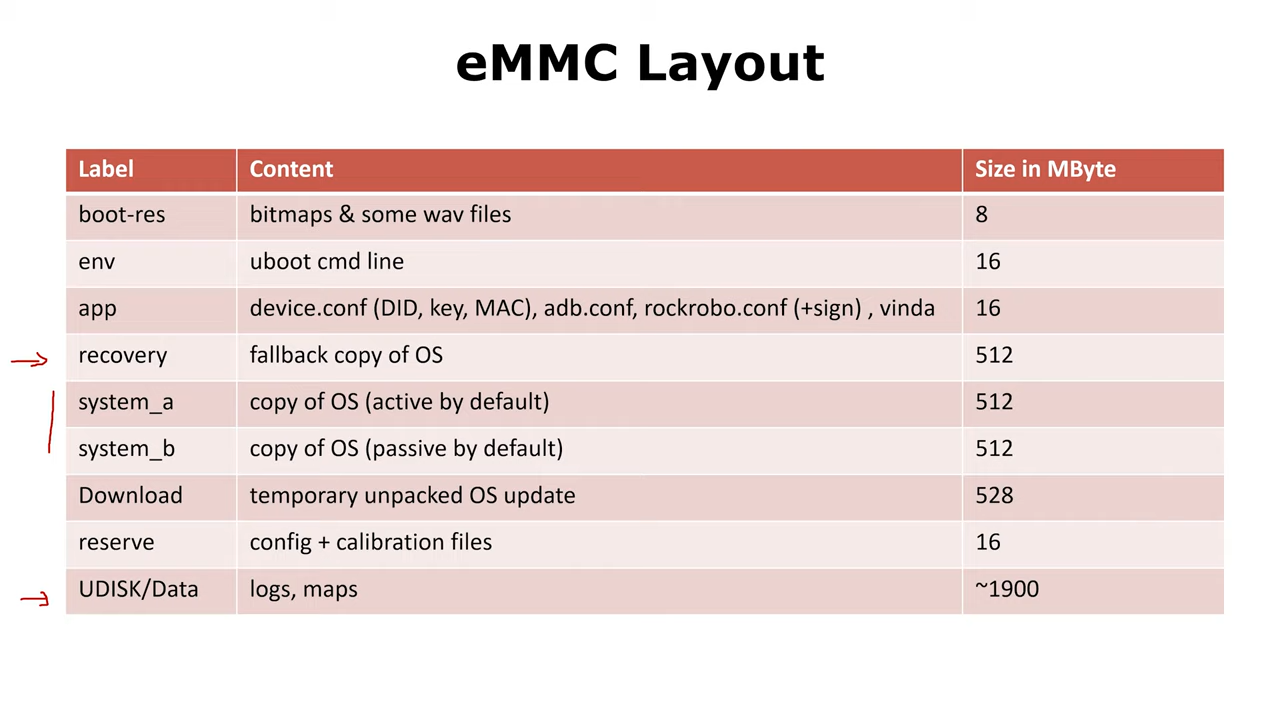 eMMC Layout
Label Content Size in MByte
boot-res bitmaps & some wav files 8
env uboot cmd line 16
app device.conf (DID, key, MAC), adb.conf, rockrobo.conf (+sign) , vinda 16
recovery fallback copy of OS 512
system_a copy of OS (active by default) 512
system_b copy of OS (passive by default) 512
Download temporary unpacked OS update 528
reserve config + calibration files 16
UDISK/Data logs, maps ~1900